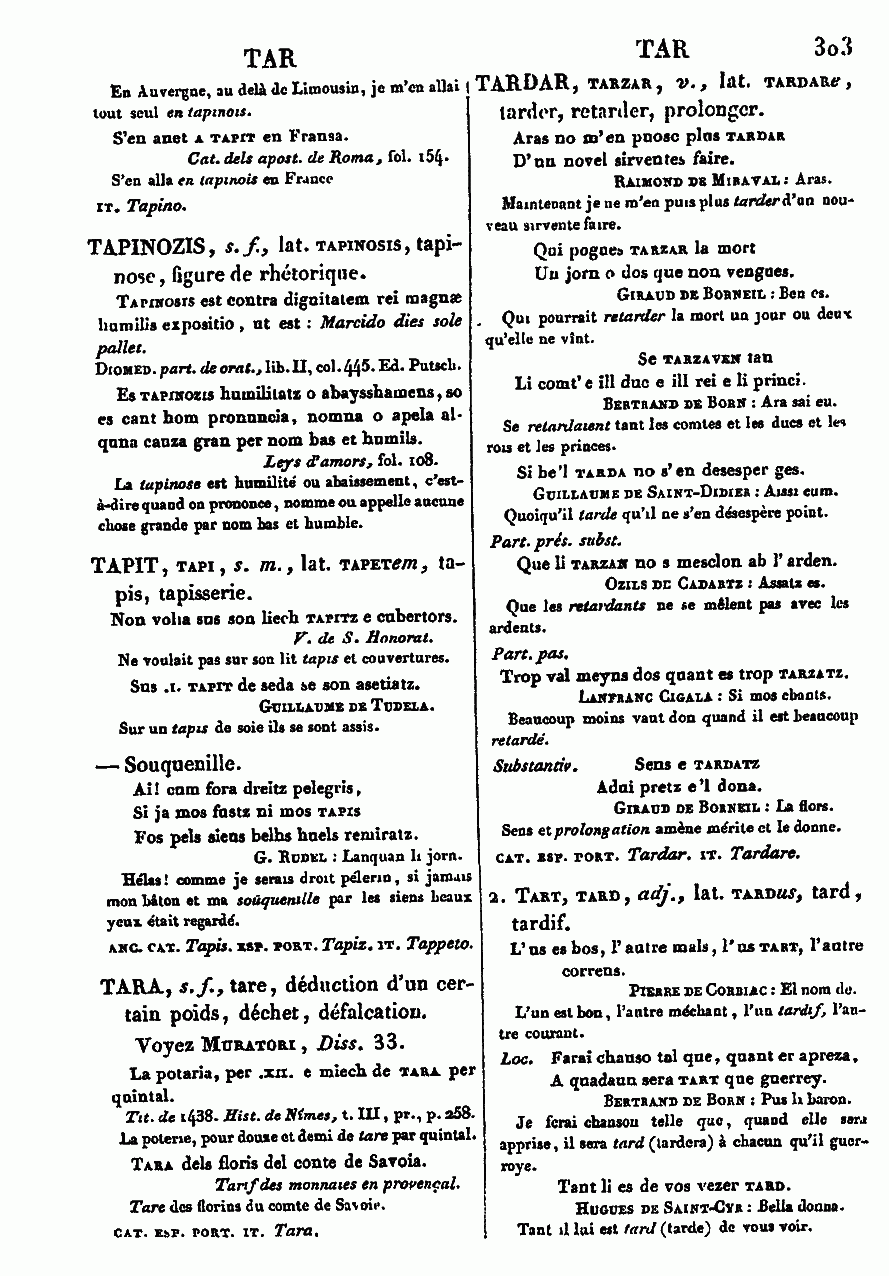 TAR
En Auvergne, au delà de Limousin, je m'en allai
tout seul en tapinois.
S'en anet A TAPIT en Fransa.
Cat. dels apost. de Roma, fol. 154.
S'en alla en tapinois en France
IT. Tapino.
TAPINOZIS, s. f., lat. TAPINOSIS, tapi-
nose, figure de rhétorique.
TAPINOSIS est contra dignitatem rei magnæ
humilis expositio, ut est : Marcido dies sole
pallet.
DIOMED. part. de orat., lib. II, col. 445. Ed. Putsch.
Es TAPINOZIS humilitatz o abaysshamens, so
es cant hom pronuncia, nomna o apela al-
quna cauza gran per nom bas et humils.
Leys d'amors, fol. 108.
La tapinose est humilité ou abaissement, c'est-
à-dire quand on prononce, nomme ou appelle aucune
chose grande par nom bas et humble.
TAPIT, TAPI, s. m., lat. TAPETem, ta-
pis, tapisserie.
Non volia sus son liech TAPITZ e cubertors.
V. de S. Honorat.
Ne voulait pas sur son lit tapis et couvertures.
Sus .I. TAPIT de seda se son asetiatz.
GUILLAUME DE TUDELA.
Sur un tapis de soie ils se sont assis.
— Souquenille.
Ai! cum fora dreitz pelegris,
Si ja mos fustz ni mos TAPIS
Fos pels siens belhs huels remiratz.
G. RUDEL : Lanquan li jorn.
Hélas! comme je serais droit pélerin, si jamais
mon bâton et ma souquenille par les siens beaux
yeux était regardé.
ANC. CAT. Tapis. ESP. PORT. Tapiz. IT. Tappeto.
TARA, s. f., tare, déduction d'un cer-
tain poids, déchet, défalcation.
Voyez MURATORI, Diss. 33.
La potaria, per .XII. e miech de TARA per
quintal.
Tit. de 1438. Hist. de Nîmes, t. III, pr., p. 258.
La poterie, pour douze et demi de tare par quintal.
TARA dels floris del conte de Savoia.
Tarif des monnaies en provençal.
Tare des florins du comte de Savoie.
CAT. ESP. PORT. IT. Tara.
TAR 303
TARDAR, TARZAR, v., lat. TARDARe,
tarder, retarder, prolonger.
Aras no m'en puosc plus TARDAR
D'un novel sirventes faire.
RAIMOND DE MIRAVAL : Aras.
Maintenant je ne m'en puis plus tarder d'un nou-
veau sirvente faire.
Qui pogues TARZAR la mort
Un jorn o dos que non vengues.
GIRAUD DE BORNEIL : Ben es.
Qui pourrait retarder la mort un jour ou deux
qu'elle ne vînt.
Se TARZAVEN tan
Li comt' e ill duc e ill rei e li princi.
BERTRAND DE BORN : Ara sai eu.
Se retardaient tant les comtes et les ducs et les
rois et les princes.
Si be'l TARDA no s'en desesper ges.
GUILLAUME DE SAINT-DIDIER : Aissi cum.
Quoiqu'il tarde qu'il ne s'en désespère point.
Part. prés. subst.
Que li TARZAN no s mesclon ab l'arden.
OZILS DE CADARTZ : Assatz es.
Que les retardants ne se mêlent pas avec les
ardents.
Part. pas.
Trop val meyns dos quant es trop TARZATZ.
LANFRANC CIGALA : Si mos chants.
Beaucoup moins vaut don quand il est beaucoup
retardé.
Substantiv. Sens e TARDATZ
Adui pretz e'l dona.
GIRAUD DE BORNEIL : La flors.
Sens et prolongation amène mérite et le donne.
CAT. ESP. PORT. Tardar. IT. Tardare.
2. TART, TARD, adj., lat. TARDus, tard,
tardif.
L'us es bos, l'autre mals, l'us TART, l'autre
correns.
PIERRE DE CORBIAC : El nom de.
L'un est bon, l'autre méchant, l'un tardif, l'au-
tre courant.
Loc. Farai chanso tal que, quant er apreza,
A quadaun sera TART que guerrey.
BERTRAND DE BORN : Pus li baron.
Je ferai chanson telle que, quand elle sera
apprise, il sera tard (tardera) à chacun qu'il guer-
roye.
Tant li es de vos vezer TARD.
HUGUES DE SAINT-CYR : Bella donna.
Tant il lui est tard (tarde) de vous voir.